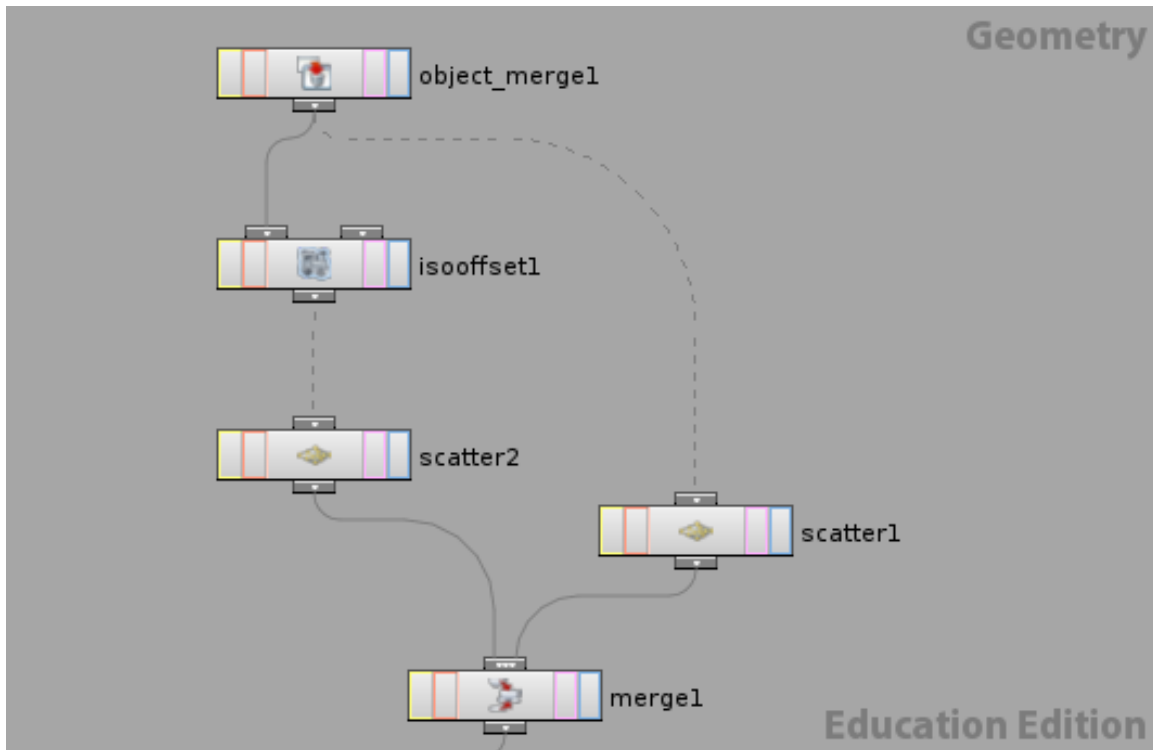 Geometry
object_merge1
isooffset1
scatter2
scatter1
merge1
Education Edition